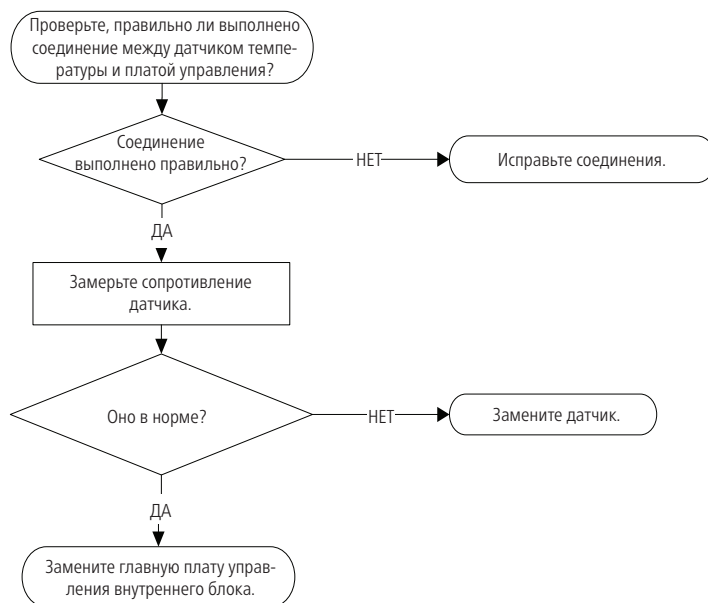 Проверьте, правильно ли выполнено
соединение между датчиком темпе-
ратуры и платой управления?
Соединение
выполнено правильно?
НЕТ
Исправьте соединения.
ДА
Замерьте сопротивление
датчика.
Оно в норме?
НЕТ
Замените датчик.
ДА
Замените главную плату управ-
ления внутреннего блока.